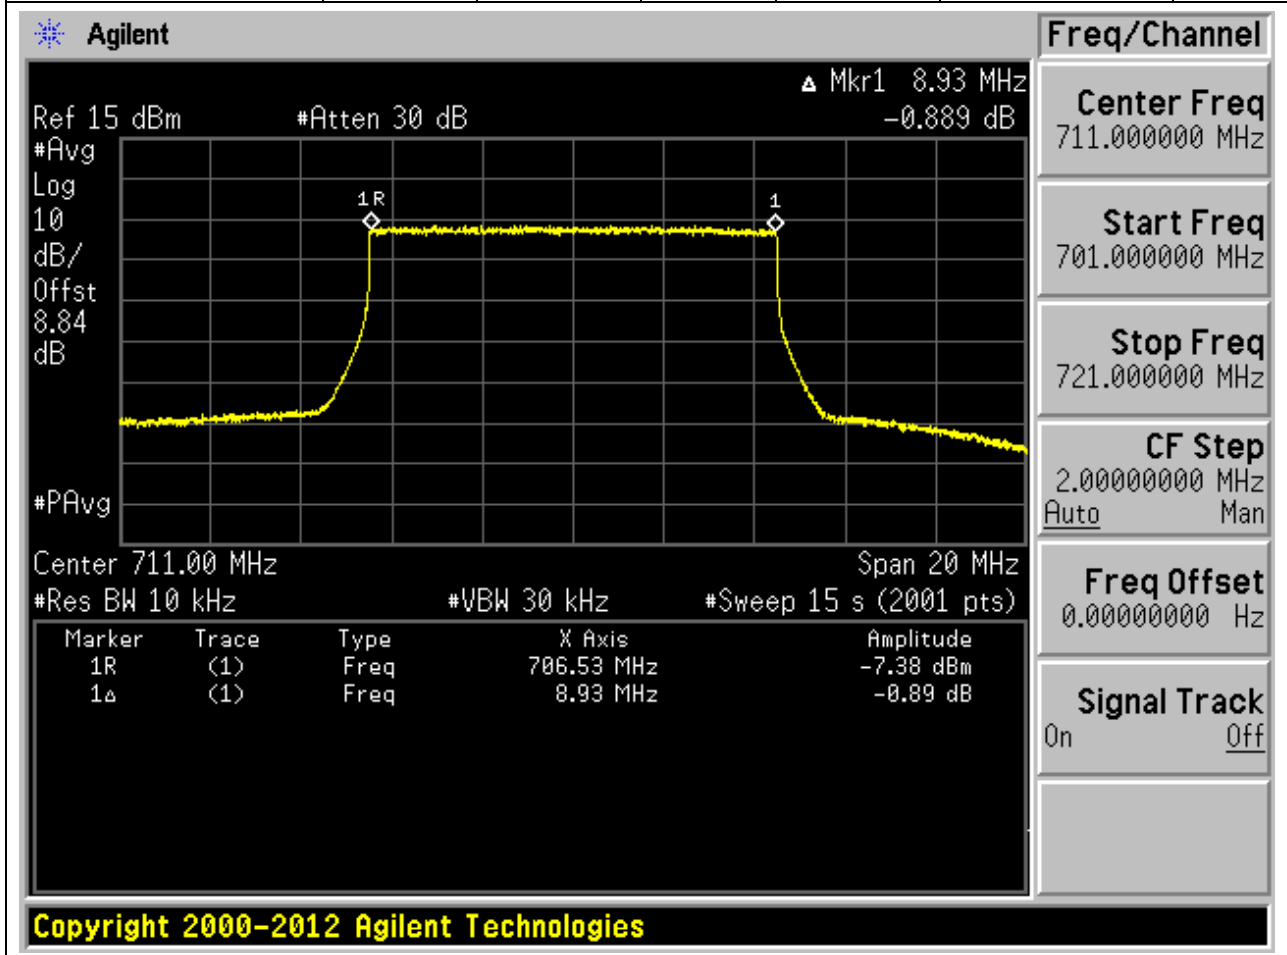 Agilent
Freq/Channel
▵ Mkr1 8.93 MHz
Ref 15 dBm #Atten 30 dB -0.889 dB
#Avg
Log
10
dB/
Offst
8.84
dB
1R
1
#PAvg
Center 711.00 MHz Span 20 MHz
#Res BW 10 kHz #VBW 30 kHz #Sweep 15 s (2001 pts)
Marker Trace Type X Axis Amplitude
1R (1) Freq 706.53 MHz -7.38 dBm
1▵ (1) Freq 8.93 MHz -0.89 dB
Center Freq
711.000000 MHz
Start Freq
701.000000 MHz
Stop Freq
721.000000 MHz
CF Step
2.00000000 MHz
Auto Man
Freq Offset
0.00000000 Hz
Signal Track
On Off
Copyright 2000-2012 Agilent Technologies